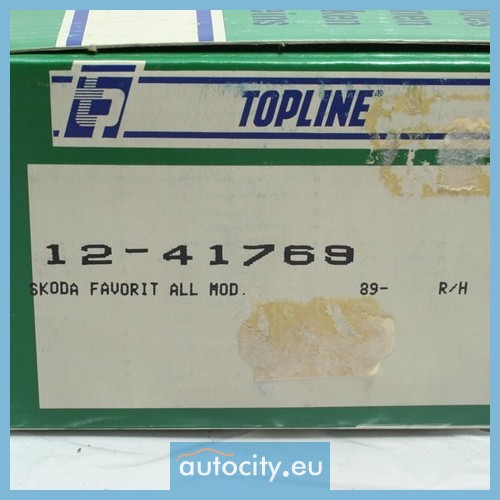 TOPLINE®
12-41769
SKODA FAVORIT ALL MOD. 89- R/H
autocity.eu